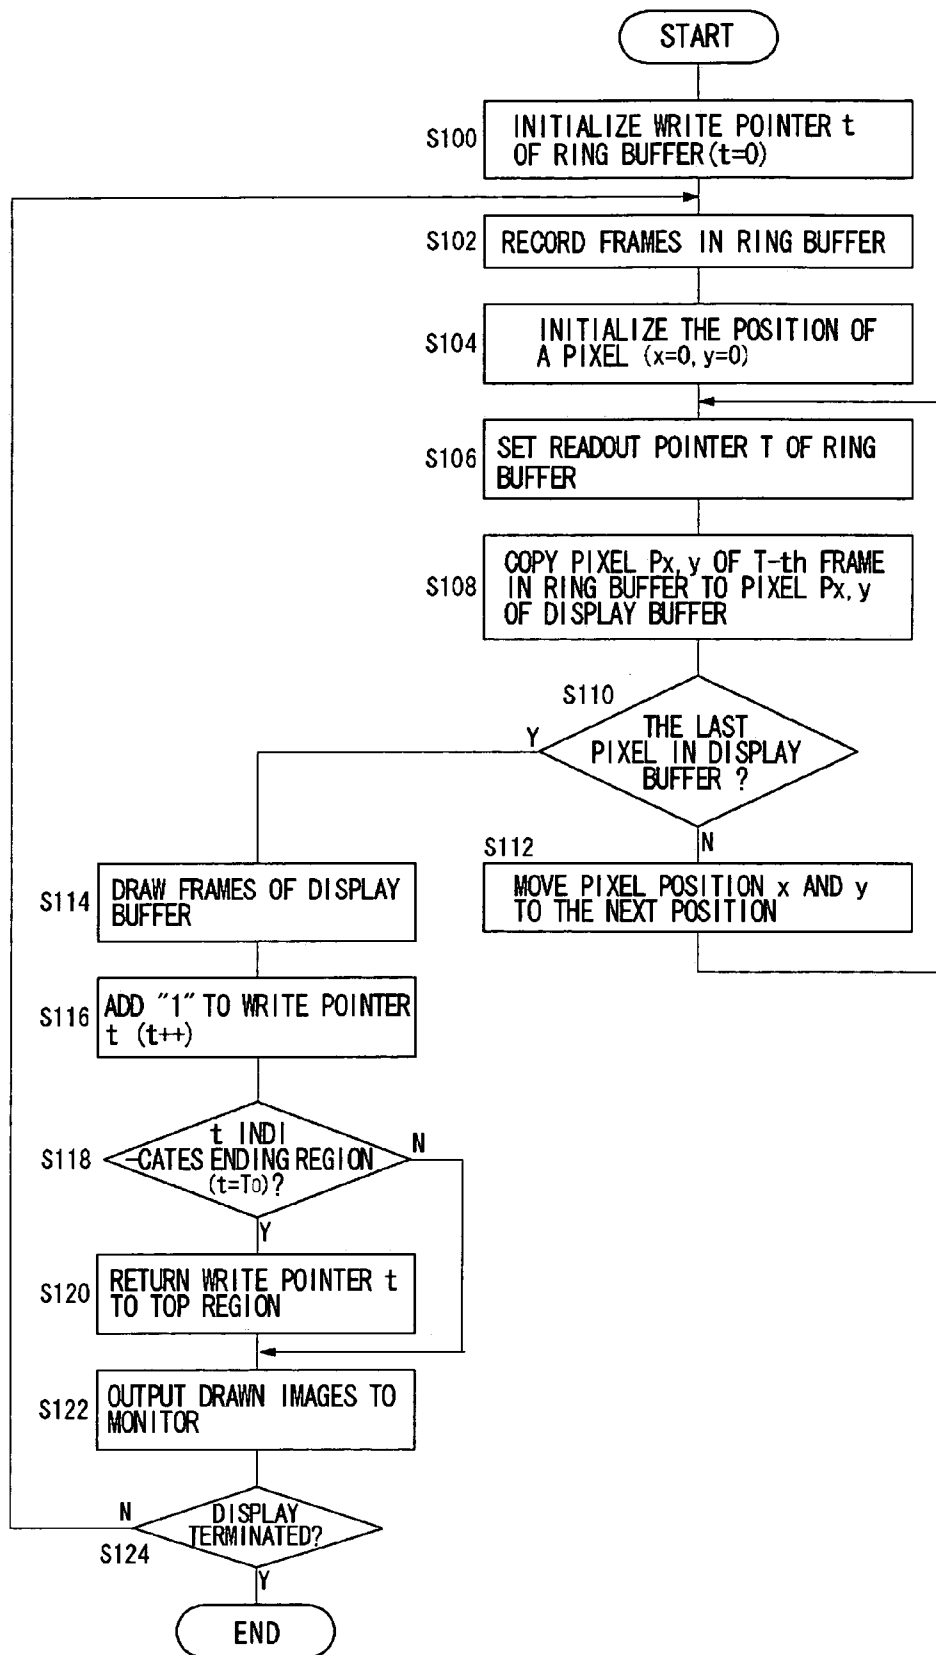 START
S100
INITIALIZE WRITE POINTER t
OF RING BUFFER(t=0)
S102
RECORD FRAMES IN RING BUFFER
S104
INITIALIZE THE POSITION OF
A PIXEL (x=0, y=0)
S106
SET READOUT POINTER T OF RING
BUFFER
S108
COPY PIXEL Px, y OF T-th FRAME
IN RING BUFFER TO PIXEL Px, y
OF DISPLAY BUFFER
S110
THE LAST
PIXEL IN DISPLAY
BUFFER ?
Y
N
S112
MOVE PIXEL POSITION x AND y
TO THE NEXT POSITION
S114
DRAW FRAMES OF DISPLAY
BUFFER
S116
ADD "1" TO WRITE POINTER
t (t++)
S118
t INDI
-CATES ENDING REGION
(t=T0)?
N
Y
S120
RETURN WRITE POINTER t
TO TOP REGION
S122
OUTPUT DRAWN IMAGES TO
MONITOR
S124
DISPLAY
TERMINATED?
N
Y
END